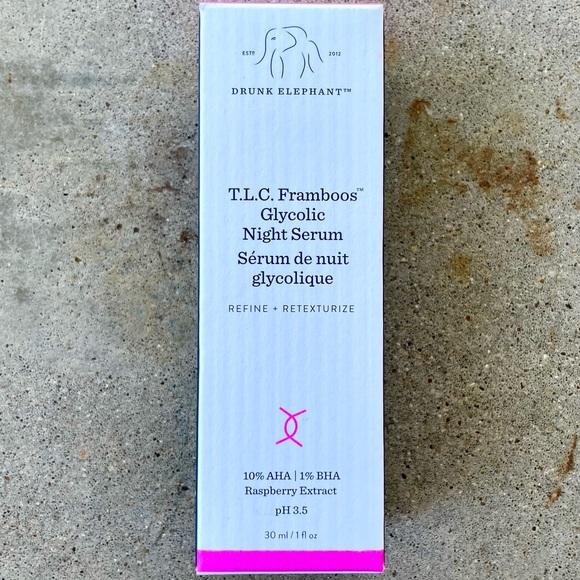 ESTD 2012
DRUNK ELEPHANT™
T.L.C. Framboos™
Glycolic
Night Serum
Sérum de nuit
glycolique
REFINE + RETEXTURIZE
10% AHA | 1% BHA
Raspberry Extract
pH 3.5
30 ml / 1 fl oz